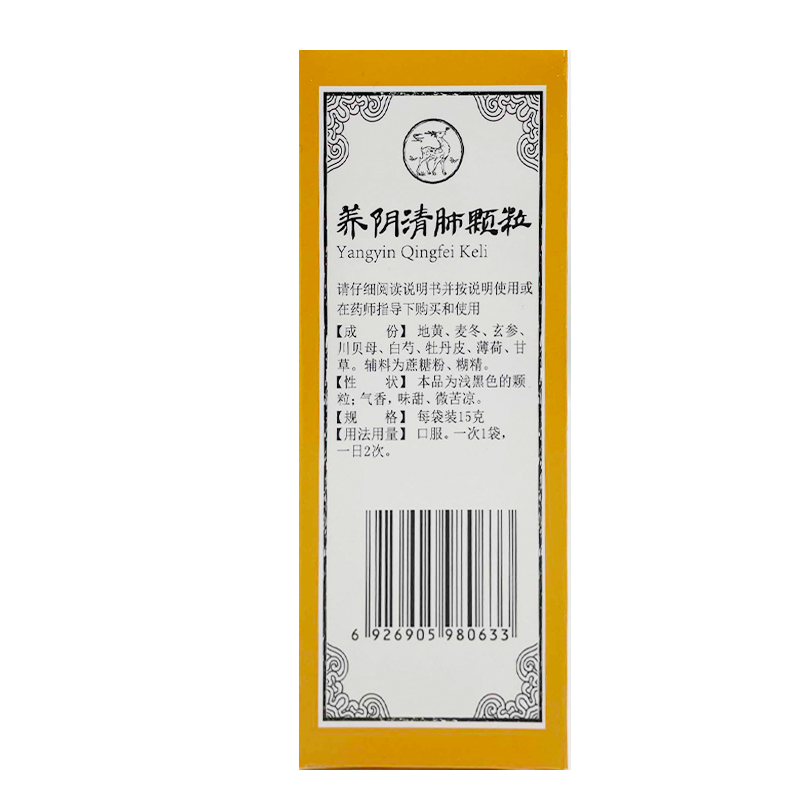 养阴清肺颗粒
Yangyin Qingfei Keli
请仔细阅读说明书并按说明使用或
在药师指导下购买和使用
【成　份】 地黄、麦冬、玄参、
川贝母、白芍、牡丹皮、薄荷、甘
草。辅料为蔗糖粉、糊精。
【性　状】 本品为浅黑色的颗
粒；气香，味甜、微苦凉。
【规　格】 每袋装15克
【用法用量】 口服。一次1袋，
一日2次。
6 926905 980633